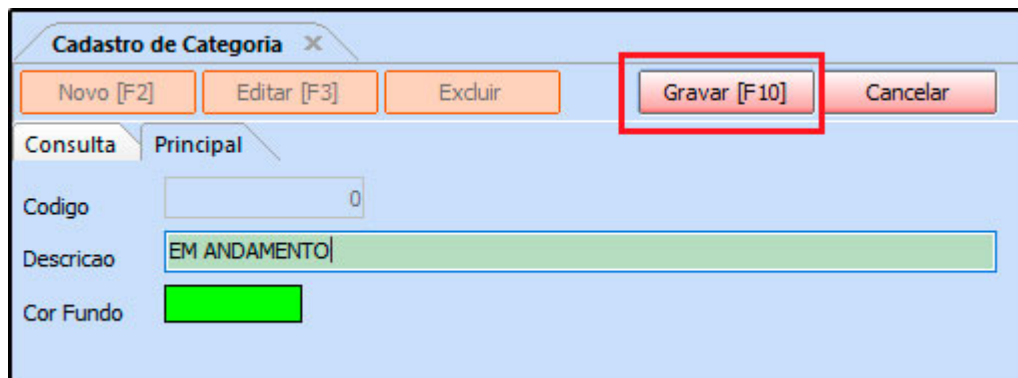 Cadastro de Categoria
Novo [F2] Editar [F3] Excluir Gravar [F10] Cancelar
Consulta Principal
Codigo 0
Descricao EM ANDAMENTO
Cor Fundo